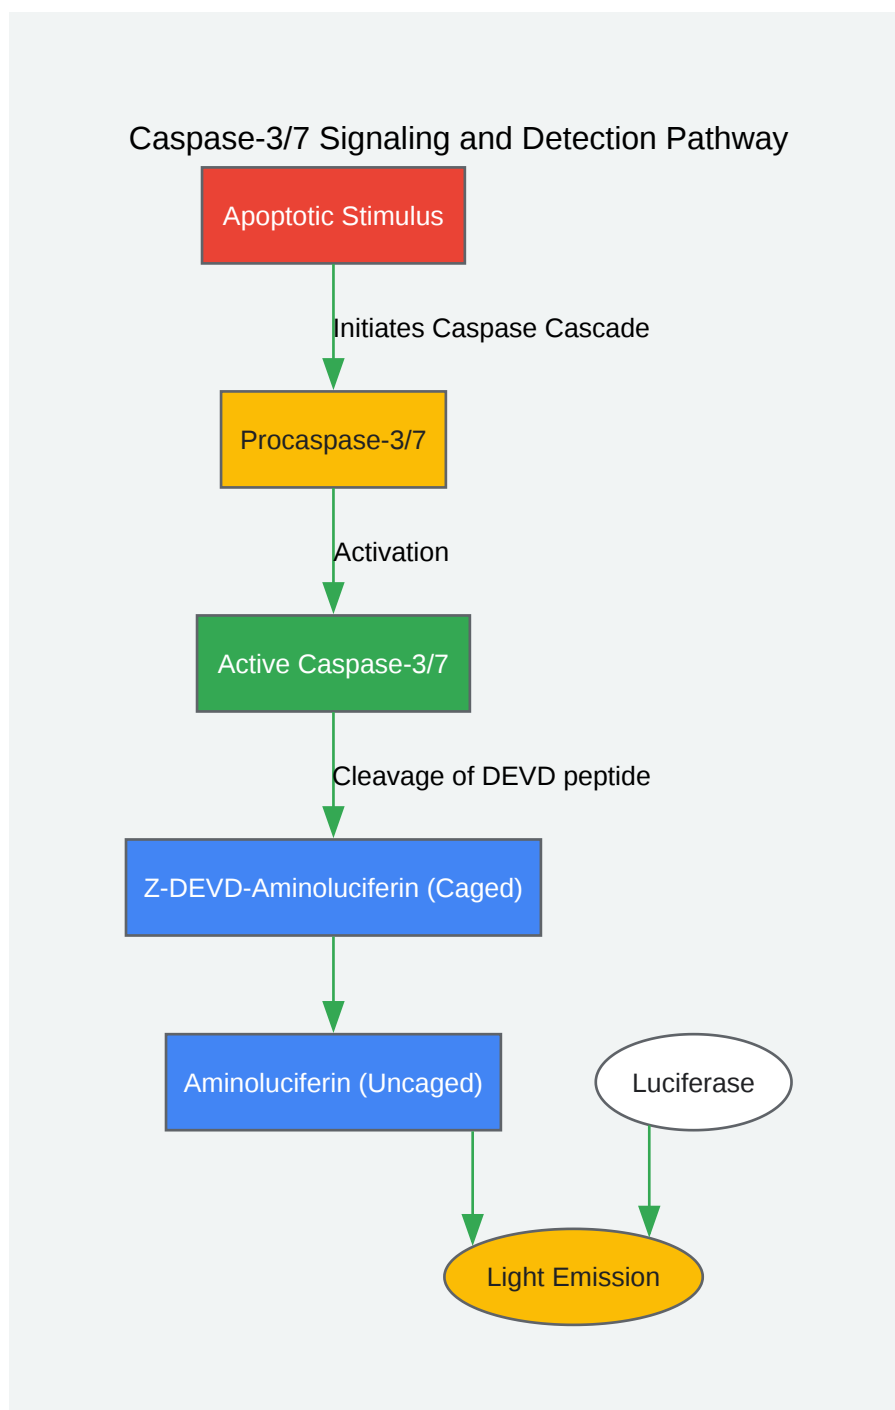 Caspase-3/7 Signaling and Detection Pathway
Apoptotic Stimulus
Initiates Caspase Cascade
Procaspase-3/7
Activation
Active Caspase-3/7
Cleavage of DEVD peptide
Z-DEVD-Aminoluciferin (Caged)
Aminoluciferin (Uncaged)
Luciferase
Light Emission